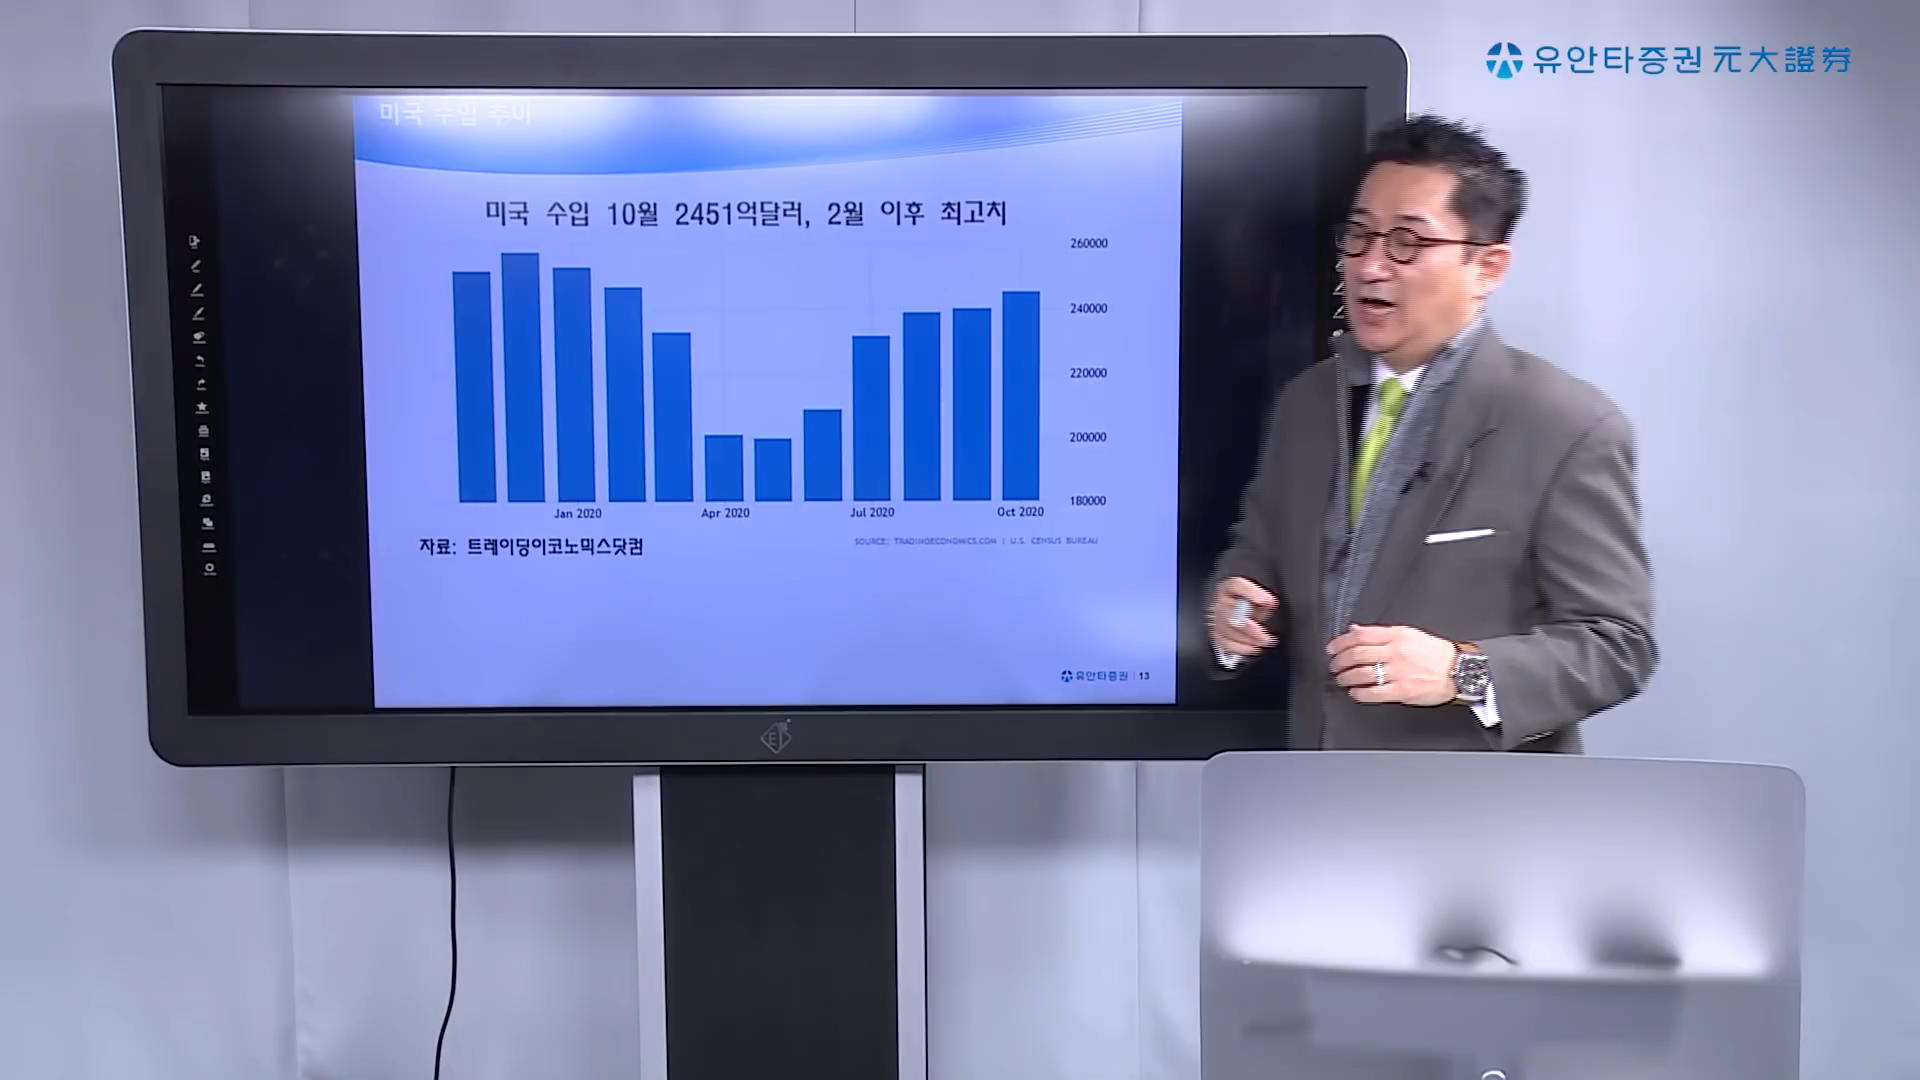 유안타증권 元大證券
미국 수입 추이
미국 수입 10월 2451억달러, 2월 이후 최고치
260000
240000
220000
200000
180000
Jan 2020 Apr 2020 Jul 2020 Oct 2020
SOURCE: TRADINGECONOMICS.COM | U.S. CENSUS BUREAU
자료: 트레이딩이코노믹스닷컴
유안타증권 | 13